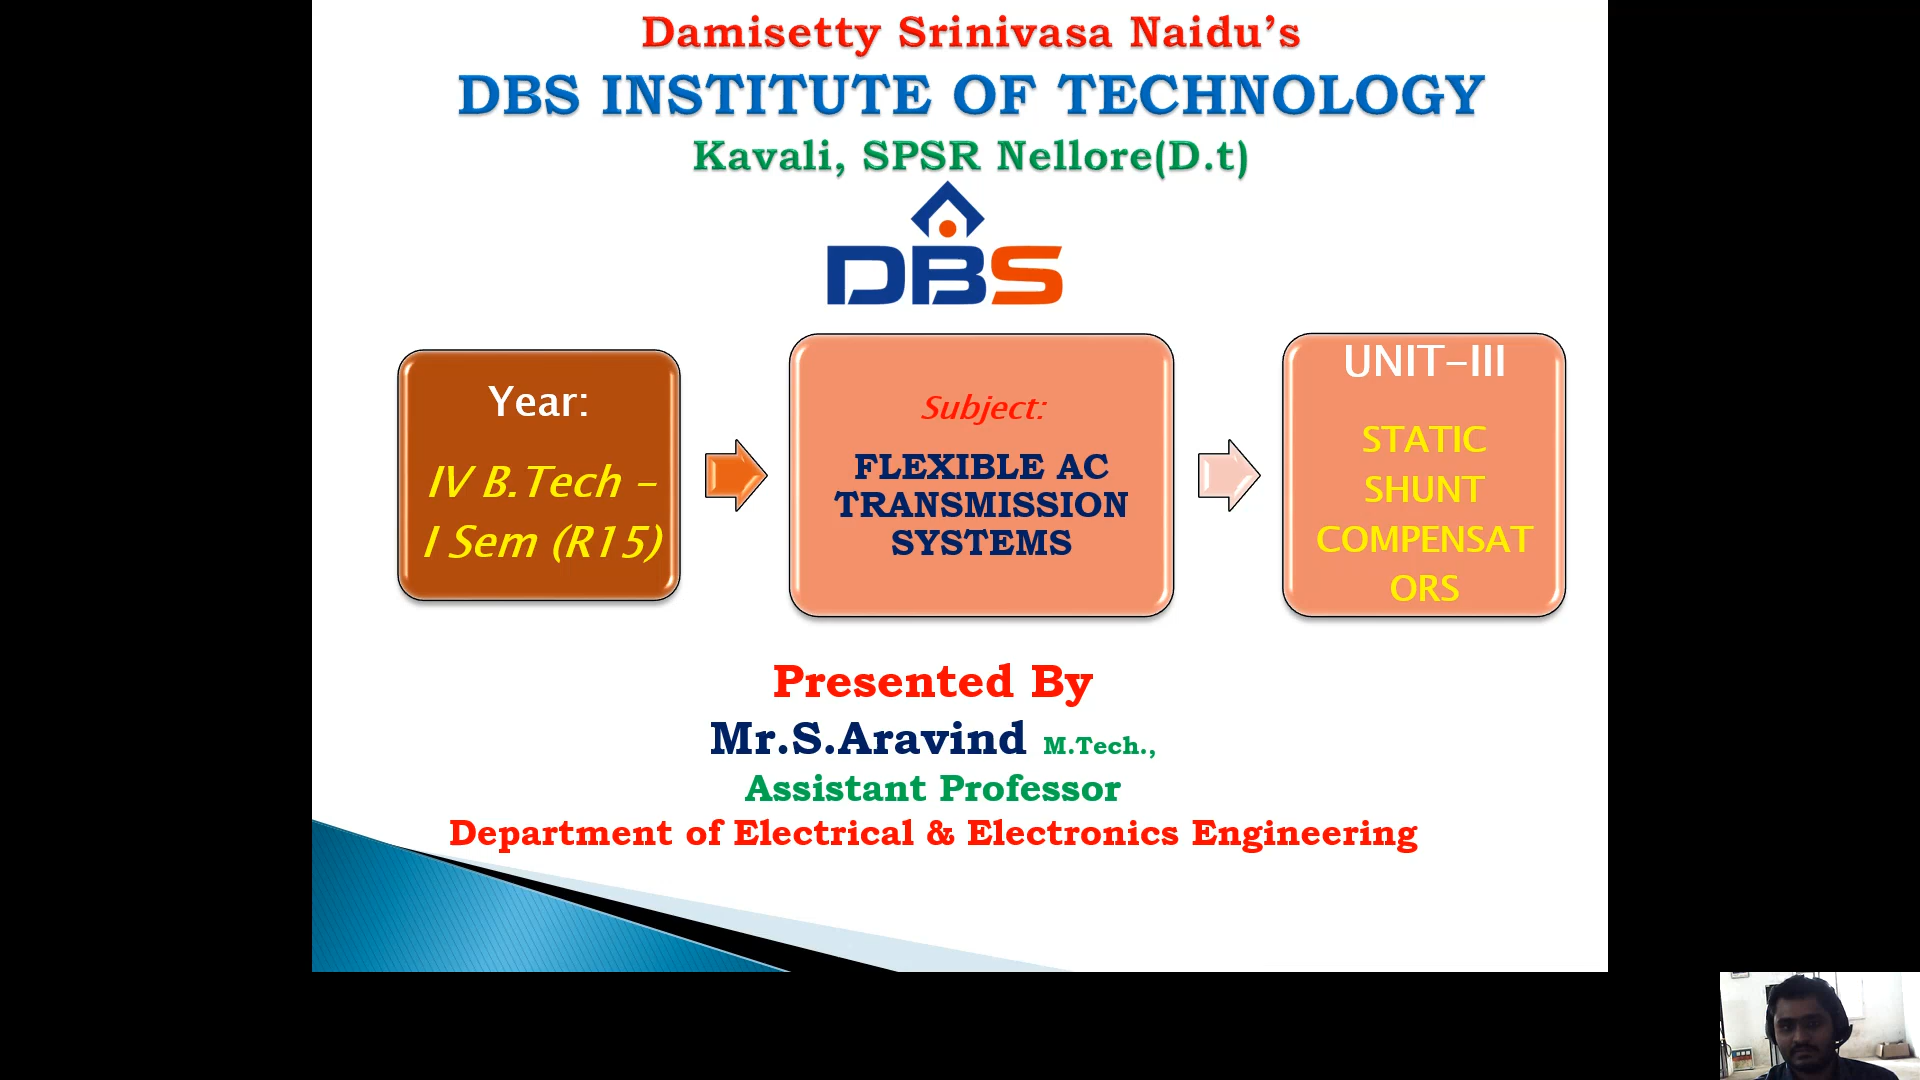 Damisetty Srinivasa Naidu’s
DBS INSTITUTE OF TECHNOLOGY
Kavali, SPSR Nellore(D.t)
DBS
Year:
IV B.Tech –
I Sem (R15)
Subject:
FLEXIBLE AC
TRANSMISSION
SYSTEMS
UNIT–III
STATIC
SHUNT
COMPENSAT
ORS
Presented By
Mr.S.Aravind M.Tech.,
Assistant Professor
Department of Electrical & Electronics Engineering